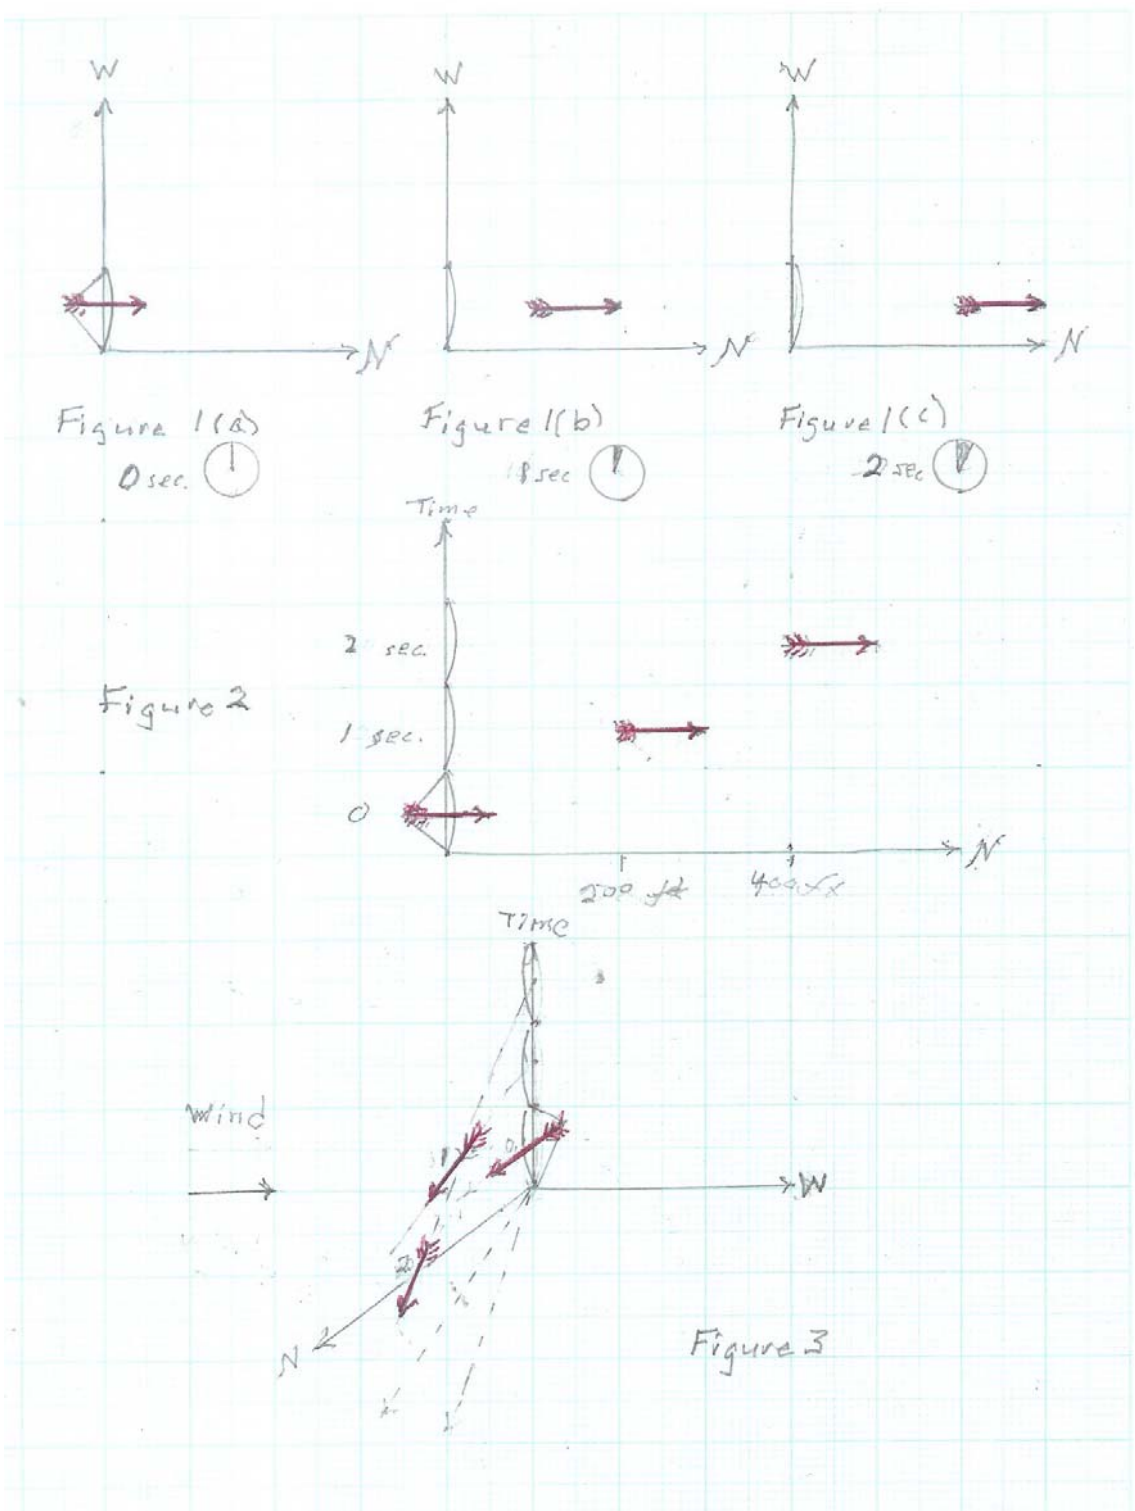 W W W
N N N
Figure 1(a) Figure 1(b) Figure 1(c)
0 sec. 1 sec 2 sec
Time
2 sec.
Figure 2
1 sec.
0
N
200 ft 400 ft
Time
Wind
0
1
W
2
N
Figure 3